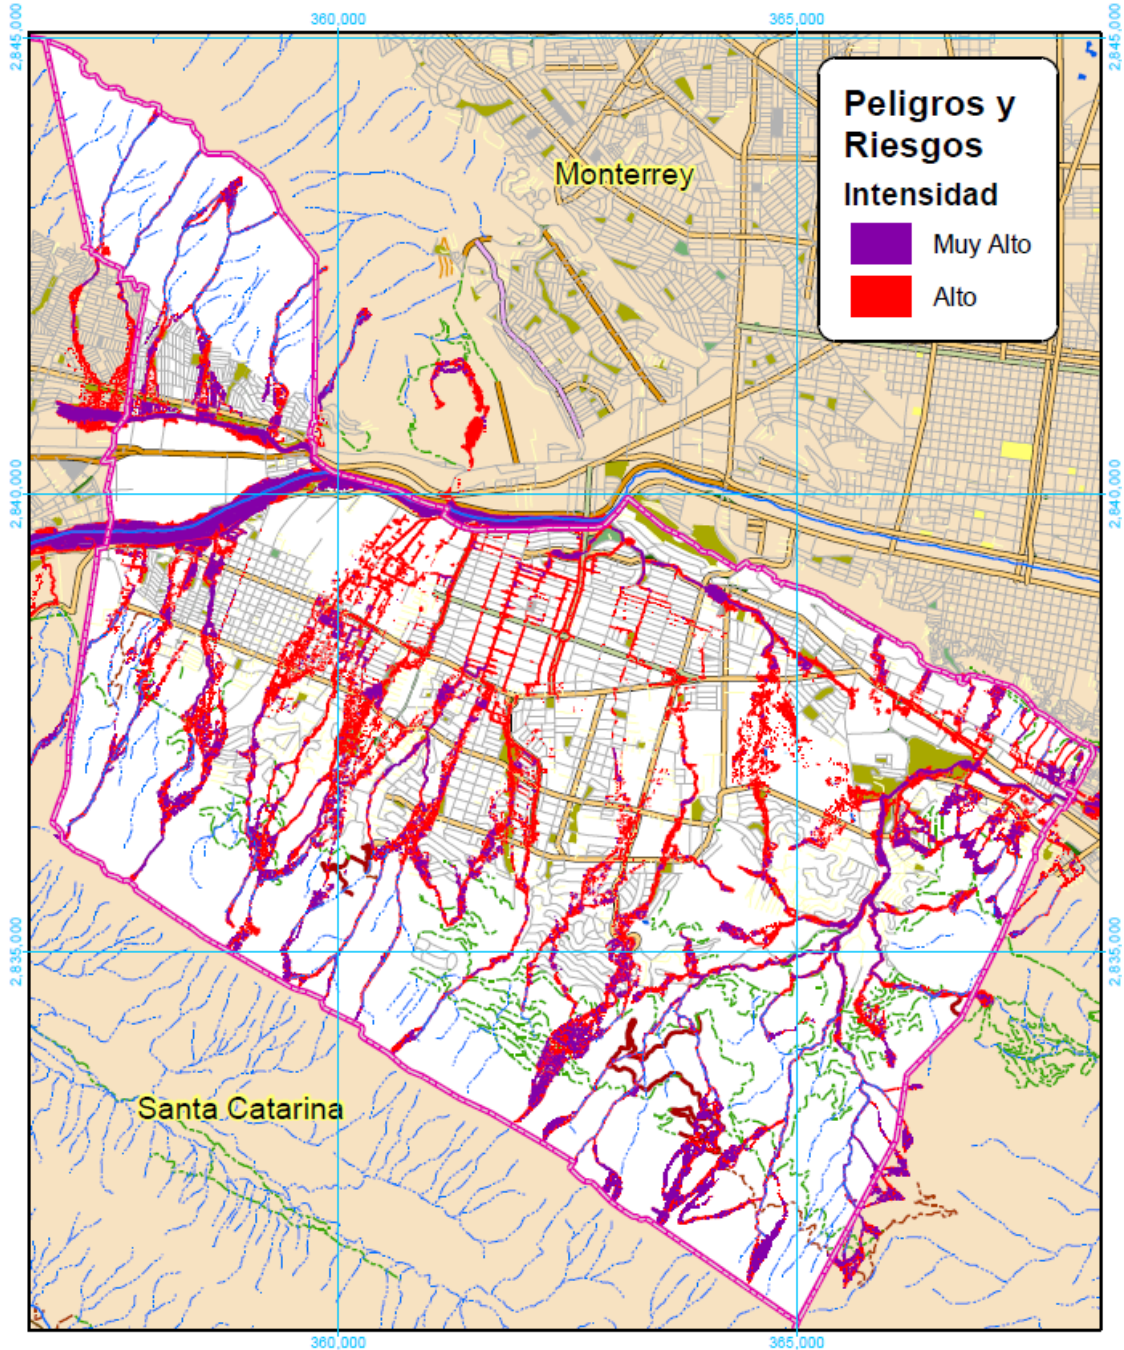 360,000
365,000
2,845,000
2,845,000
Peligros y
Riesgos
Intensidad
Muy Alto
Alto
Monterrey
2,840,000
2,840,000
2,835,000
2,835,000
Santa Catarina
360,000
365,000